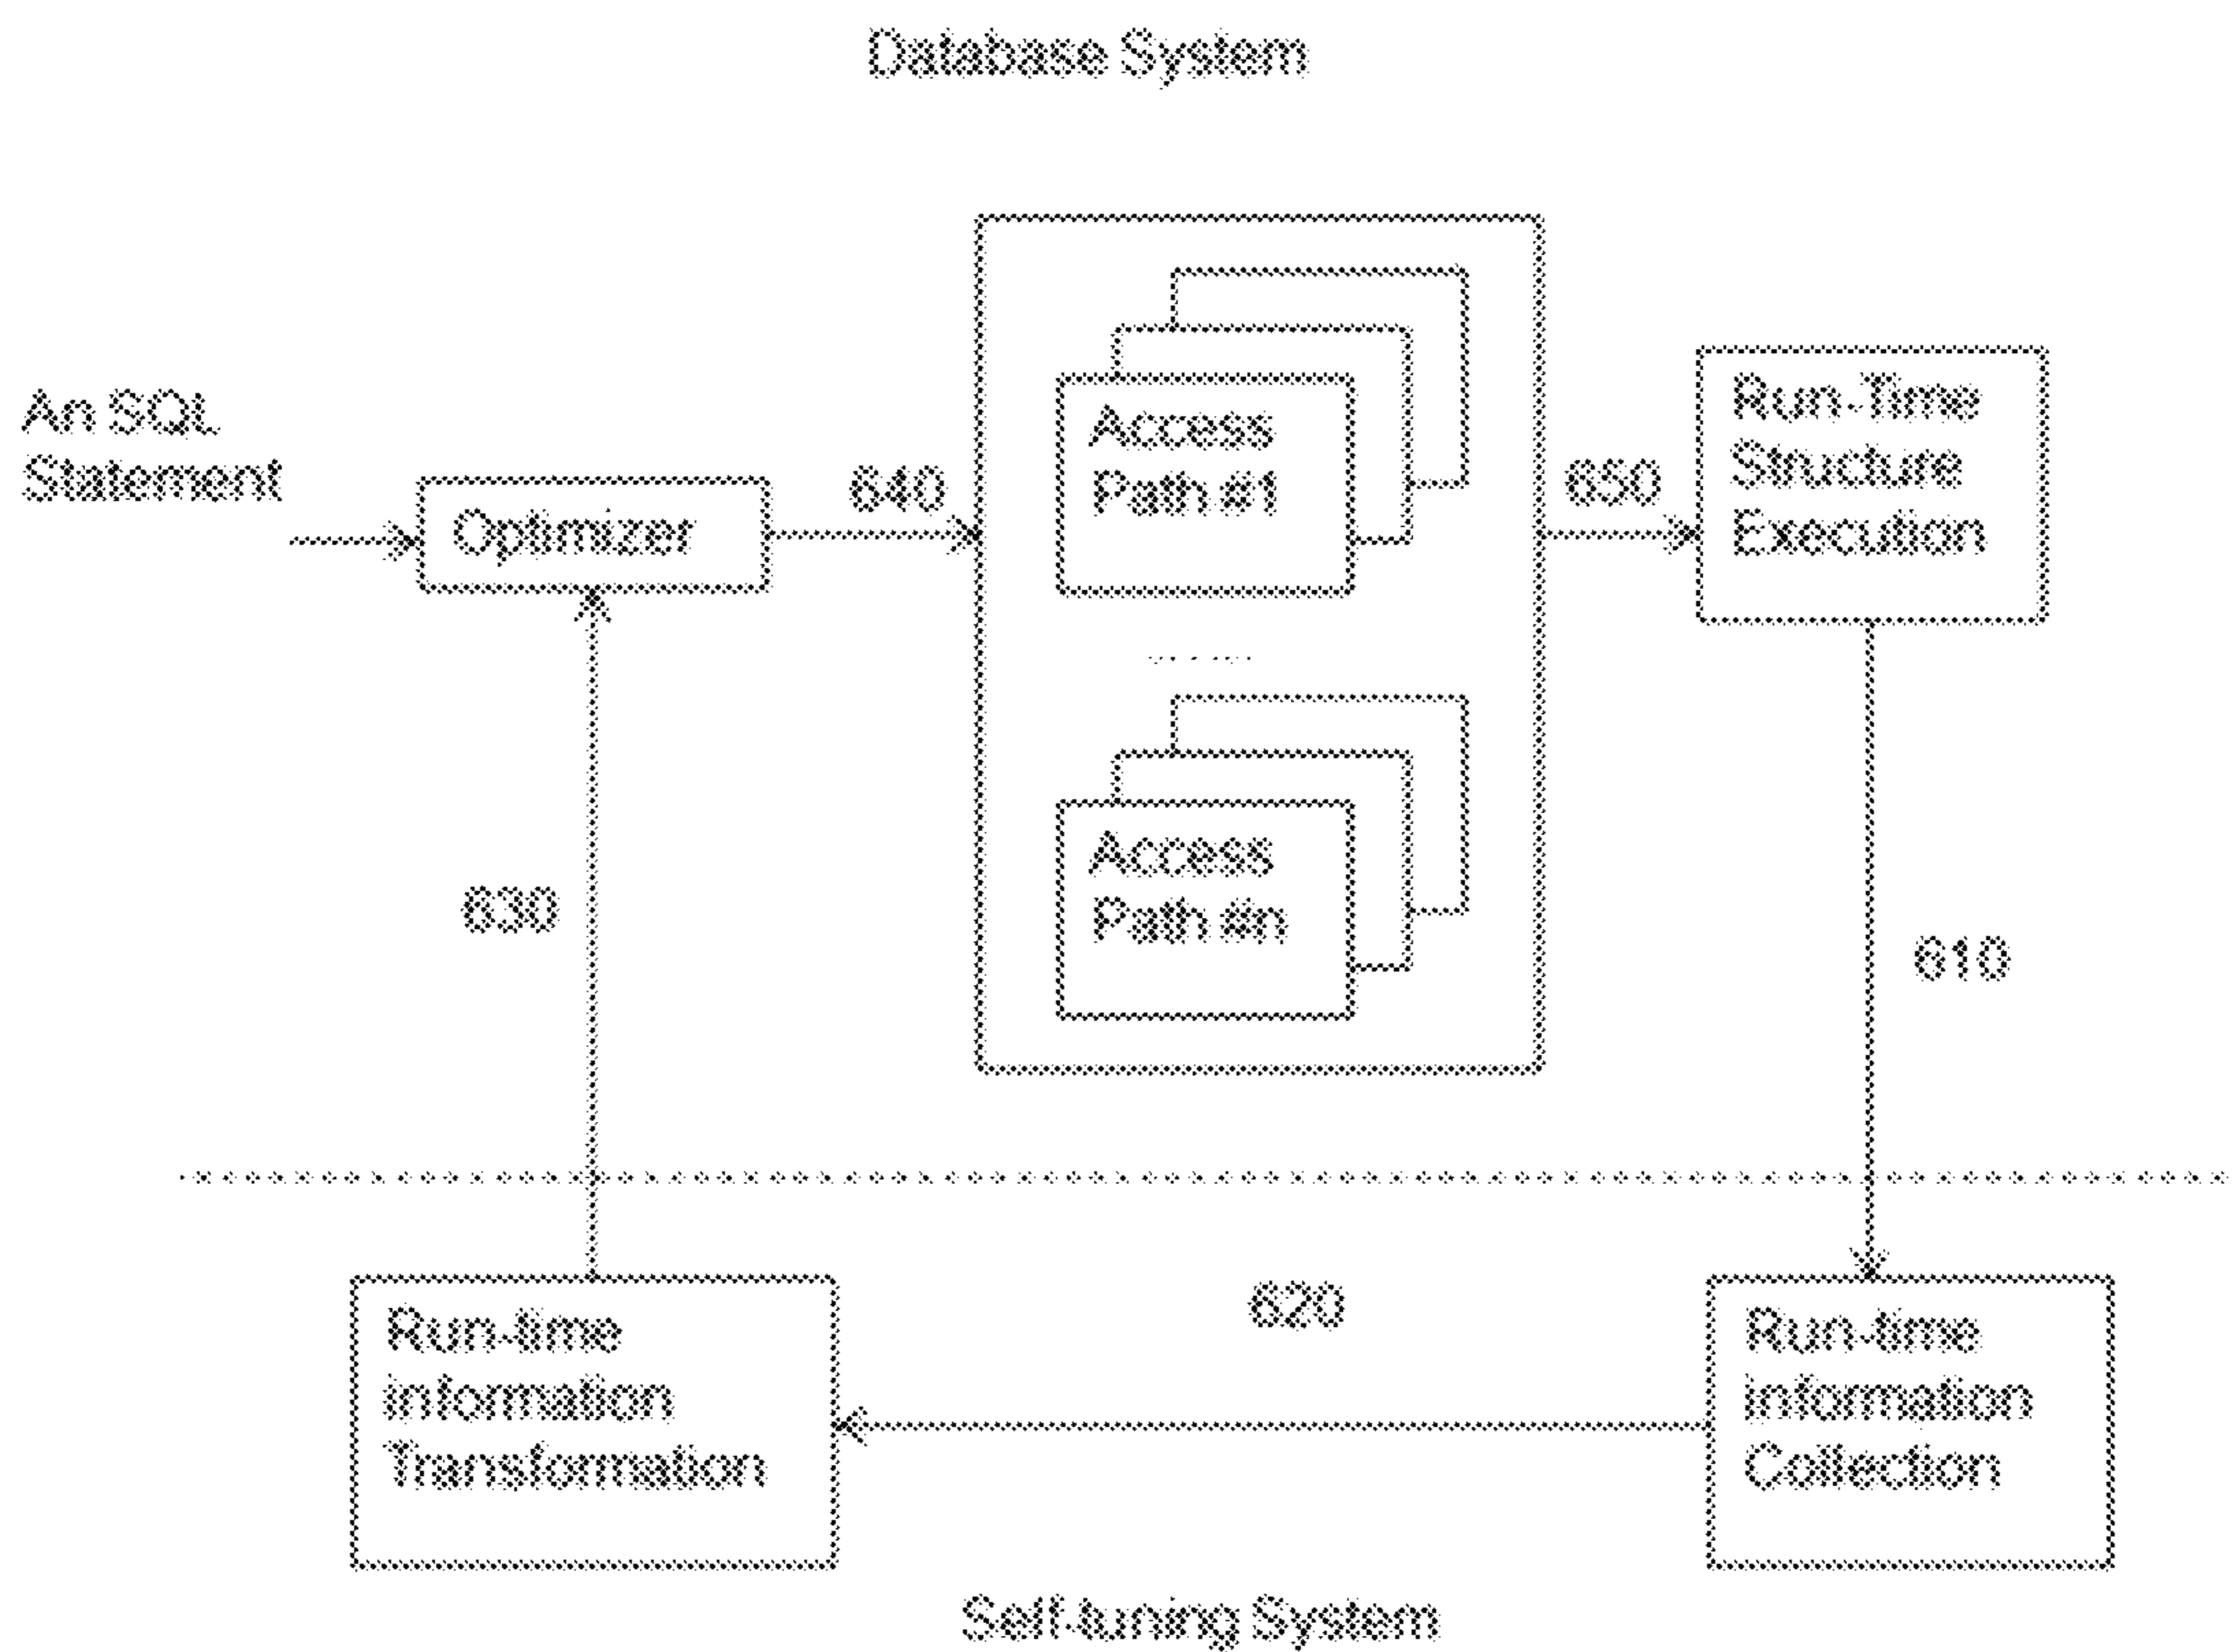 Database System
An SQL
Statement
Optimizer
640
Access
Path #1
650
Run-Time
Structure
Execution
......
Access
Path #n
630
610
Run-time
information
Transformation
620
Run-time
information
Collection
Self-tuning System